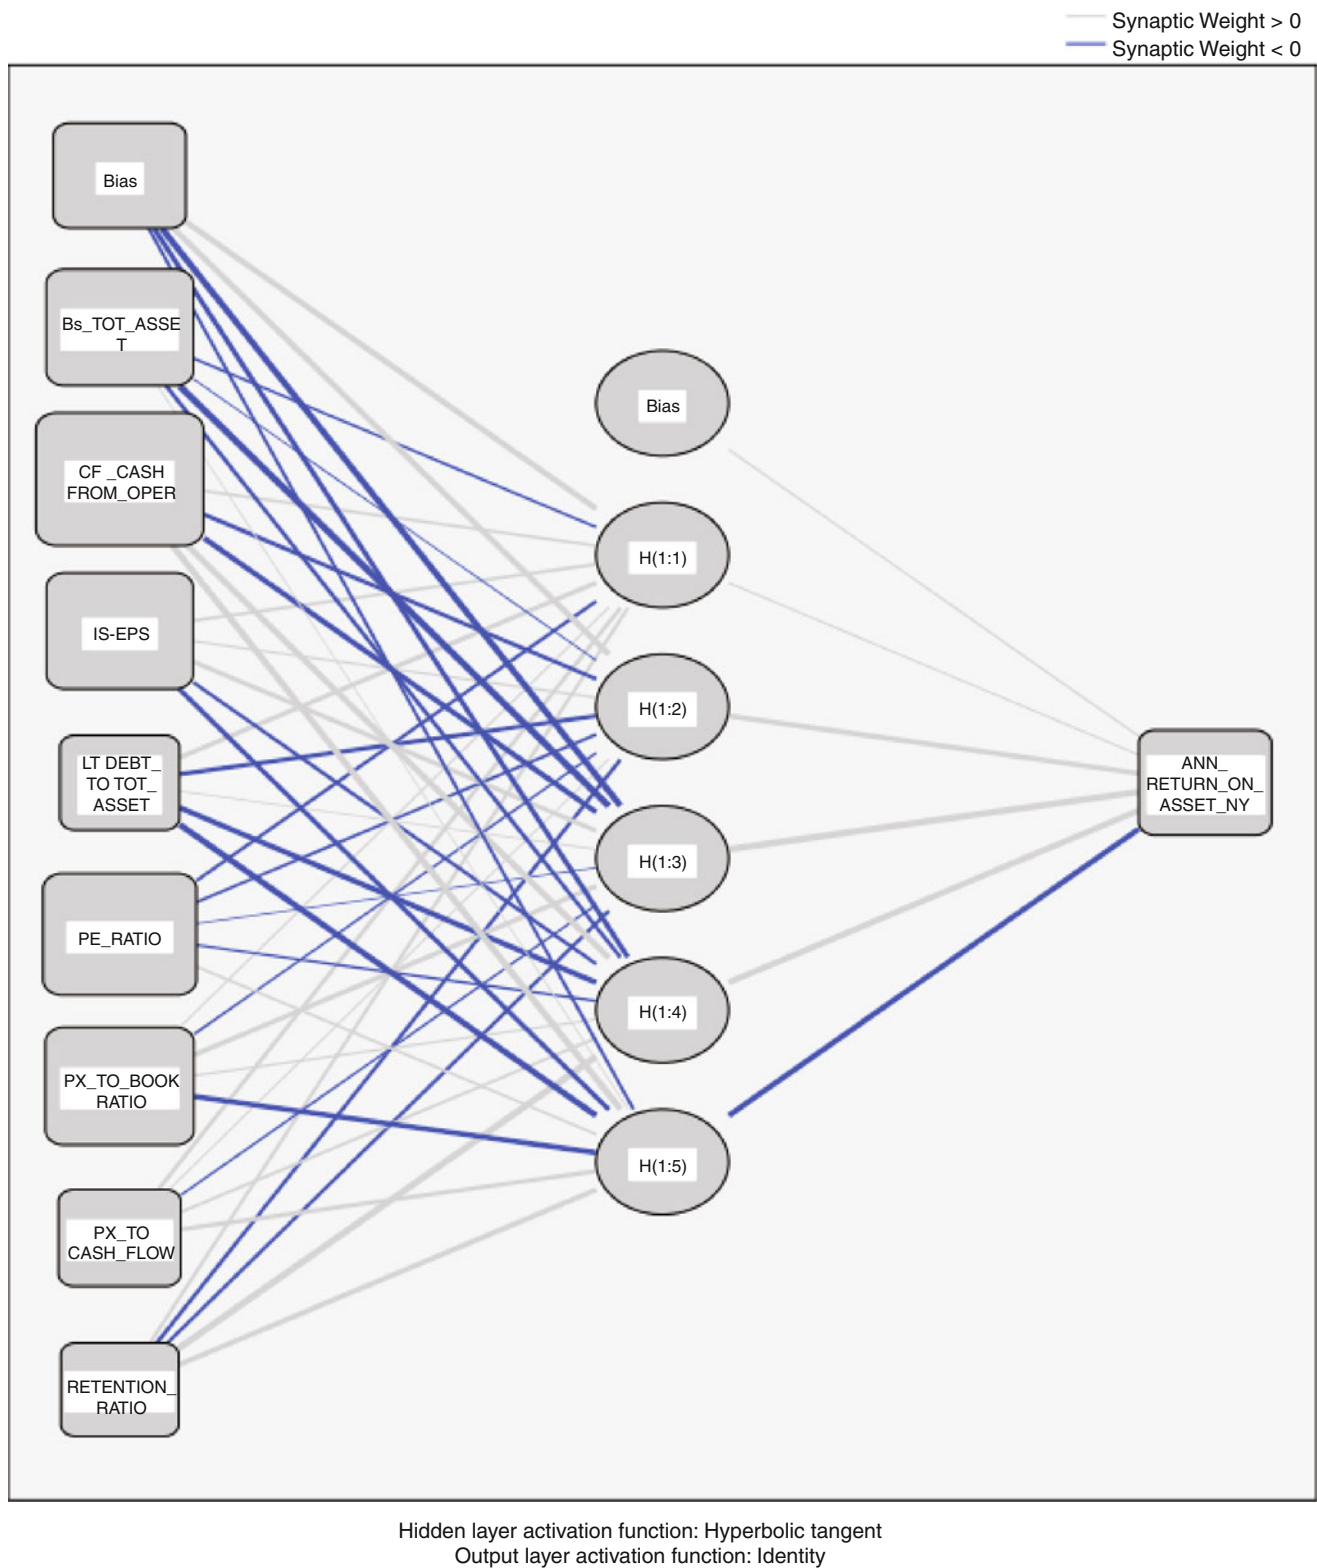 Synaptic Weight > 0
Synaptic Weight < 0
Bias
Bs_TOT_ASSE
T
CF _CASH
FROM_OPER
IS-EPS
LT DEBT_
TO TOT_
ASSET
PE_RATIO
PX_TO_BOOK
RATIO
PX_TO
CASH_FLOW
RETENTION_
RATIO
Bias
H(1:1)
H(1:2)
H(1:3)
H(1:4)
H(1:5)
ANN_
RETURN_ON_
ASSET_NY
Hidden layer activation function: Hyperbolic tangent
Output layer activation function: Identity